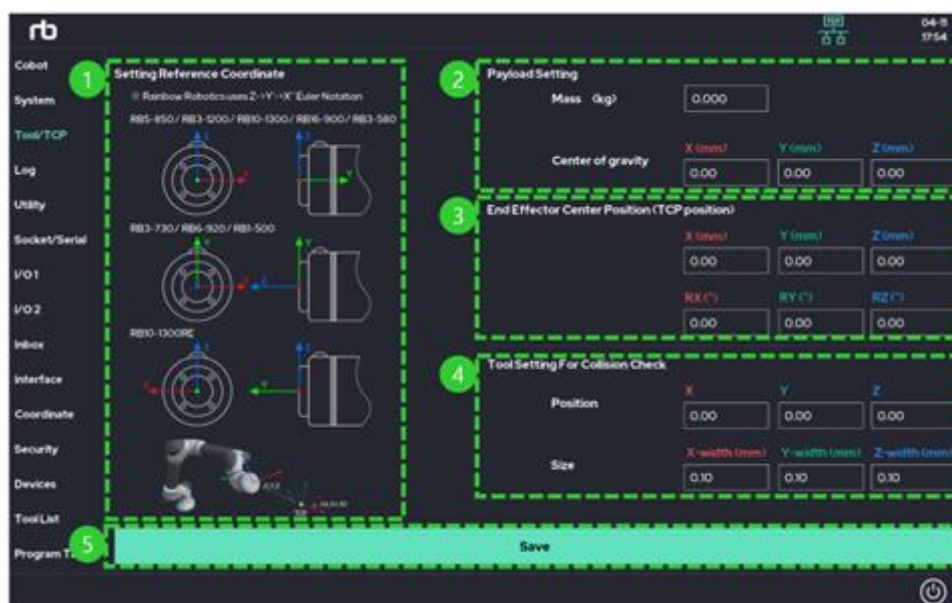 rb
TCP
04-11
17:54
Cobot
System
Tool/TCP
Log
Utility
Socket/Serial
I/O 1
I/O 2
Inbox
Interface
Coordinate
Security
Devices
Tool List
Program T
1
Setting Reference Coordinate
※ Rainbow Robotics uses Z->Y'->X'' Euler Notation
RB5-850 / RB3-1200 / RB10-1300 / RB16-900 / RB3-580
Z
X
Z
Y
RB3-730 / RB6-920 / RB1-500
Y
X
Z
Y
RB10-1300RE
X
Z
Y
Z
TCP
2
Payload Setting
Mass (kg)
0.000
X (mm)
Y (mm)
Z (mm)
Center of gravity
0.00
0.00
0.00
3
End Effector Center Position (TCP position)
X (mm)
Y (mm)
Z (mm)
0.00
0.00
0.00
RX (°)
RY (°)
RZ (°)
0.00
0.00
0.00
4
Tool Setting For Collision Check
X
Y
Z
Position
0.00
0.00
0.00
X-width (mm)
Y-width (mm)
Z-width (mm)
Size
0.10
0.10
0.10
5
Save